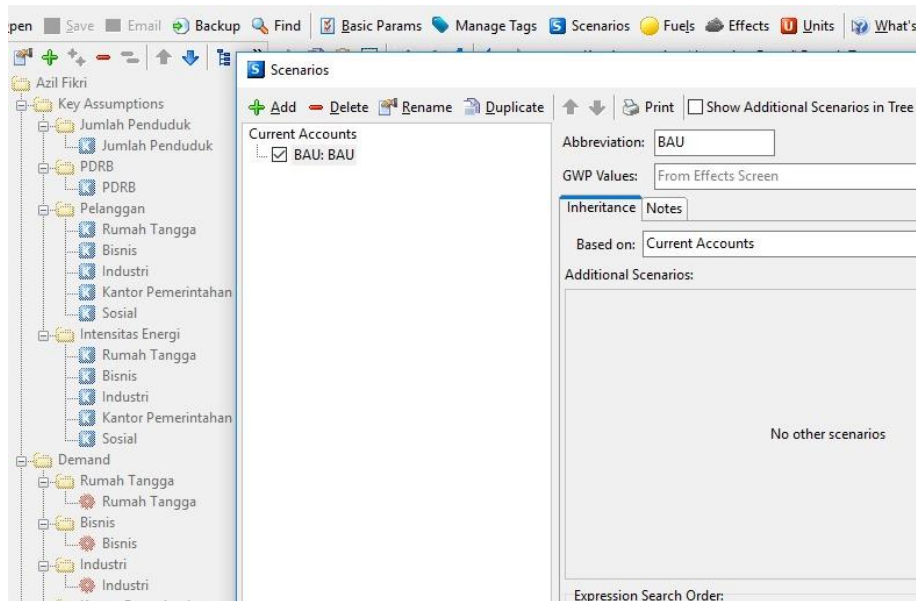 pen Save Email Backup Find Basic Params Manage Tags Scenarios Fuels Effects Units What's
Azil Fikri
Key Assumptions
Jumlah Penduduk
Jumlah Penduduk
PDRB
PDRB
Pelanggan
Rumah Tangga
Bisnis
Industri
Kantor Pemerintahan
Sosial
Intensitas Energi
Rumah Tangga
Bisnis
Industri
Kantor Pemerintahan
Sosial
Demand
Rumah Tangga
Rumah Tangga
Bisnis
Bisnis
Industri
Industri
Scenarios
Add Delete Rename Duplicate Print Show Additional Scenarios in Tree
Current Accounts
BAU: BAU
Abbreviation: BAU
GWP Values: From Effects Screen
Inheritance Notes
Based on: Current Accounts
Additional Scenarios:
No other scenarios
Expression Search Order: